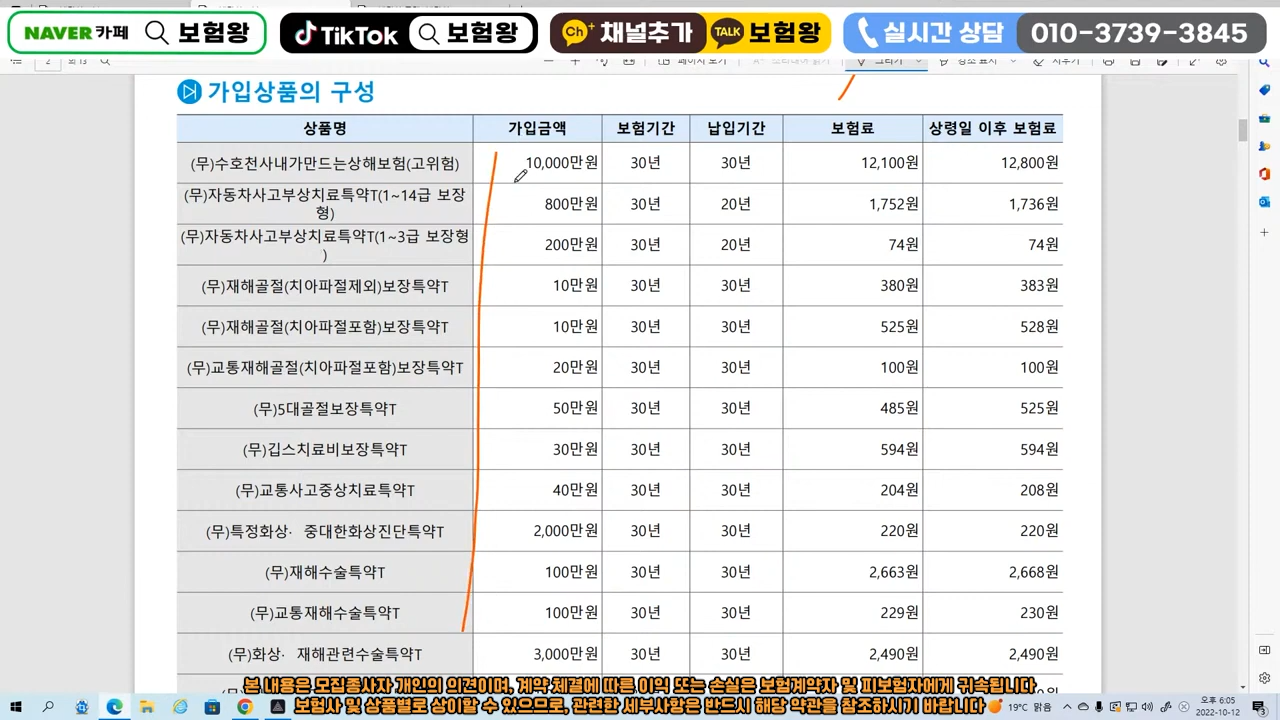 NAVER 카페 보험왕 TikTok 보험왕 Ch+ 채널추가 TALK 보험왕 실시간 상담 010-3739-3845
가입상품의 구성
상품명 가입금액 보험기간 납입기간 보험료 상령일 이후 보험료
(무)수호천사내가만드는상해보험(고위험) 10,000만원 30년 30년 12,100원 12,800원
(무)자동차사고부상치료특약T(1~14급 보장
형) 800만원 30년 20년 1,752원 1,736원
(무)자동차사고부상치료특약T(1~3급 보장형
) 200만원 30년 20년 74원 74원
(무)재해골절(치아파절제외)보장특약T 10만원 30년 30년 380원 383원
(무)재해골절(치아파절포함)보장특약T 10만원 30년 30년 525원 528원
(무)교통재해골절(치아파절포함)보장특약T 20만원 30년 30년 100원 100원
(무)5대골절보장특약T 50만원 30년 30년 485원 525원
(무)깁스치료비보장특약T 30만원 30년 30년 594원 594원
(무)교통사고중상치료특약T 40만원 30년 30년 204원 208원
(무)특정화상· 중대한화상진단특약T 2,000만원 30년 30년 220원 220원
(무)재해수술특약T 100만원 30년 30년 2,663원 2,668원
(무)교통재해수술특약T 100만원 30년 30년 229원 230원
(무)화상· 재해관련수술특약T 3,000만원 30년 30년 2,490원 2,490원
본 내용은 모집종사자 개인의 의견이며, 계약 체결에 따른 이익 또는 손실은 보험계약자 및 피보험자에게 귀속됩니다
보험사 및 상품별로 상이할 수 있으므로, 관련한 세부사항은 반드시 해당 약관을 참조하시기 바랍니다
19℃ 맑음 오후 6:05
2022-10-12